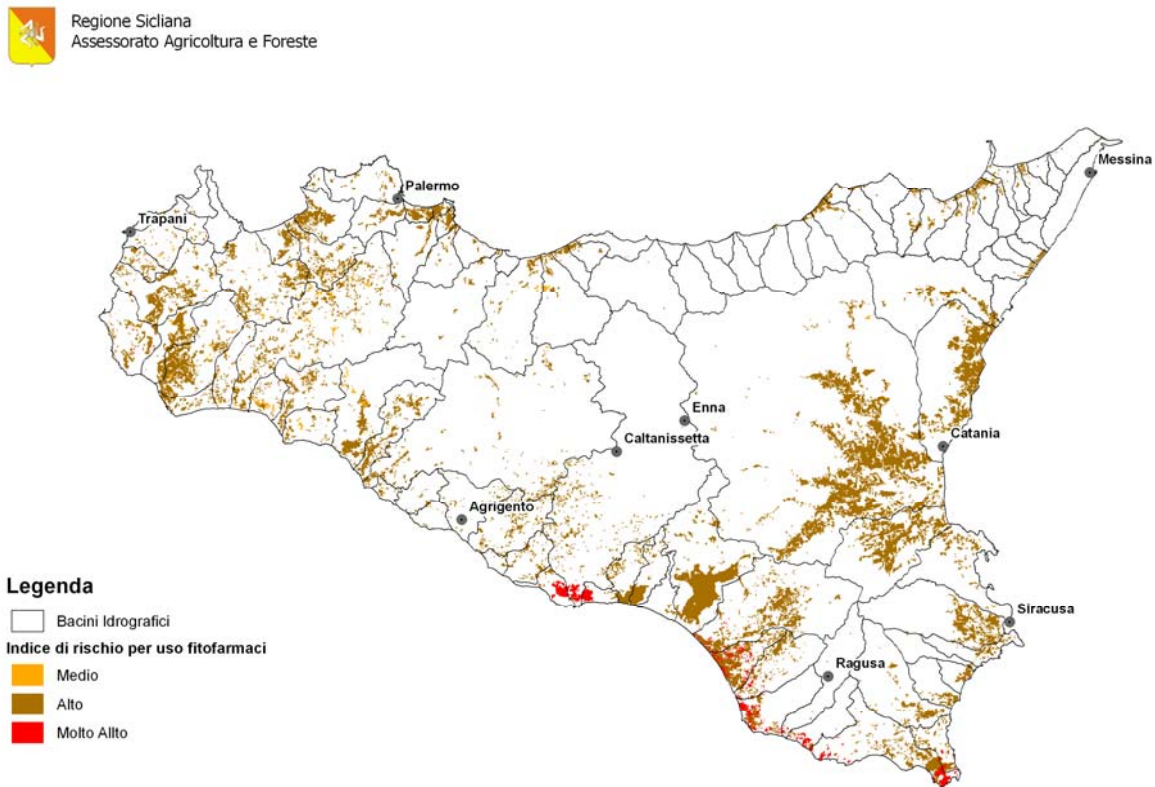 Regione Siciliana
Assessorato Agricoltura e Foreste
Messina
Palermo
Trapani
Enna
Caltanissetta
Catania
Agrigento
Siracusa
Ragusa
Legenda
Bacini Idrografici
Indice di rischio per uso fitofarmaci
Medio
Alto
Molto Allto